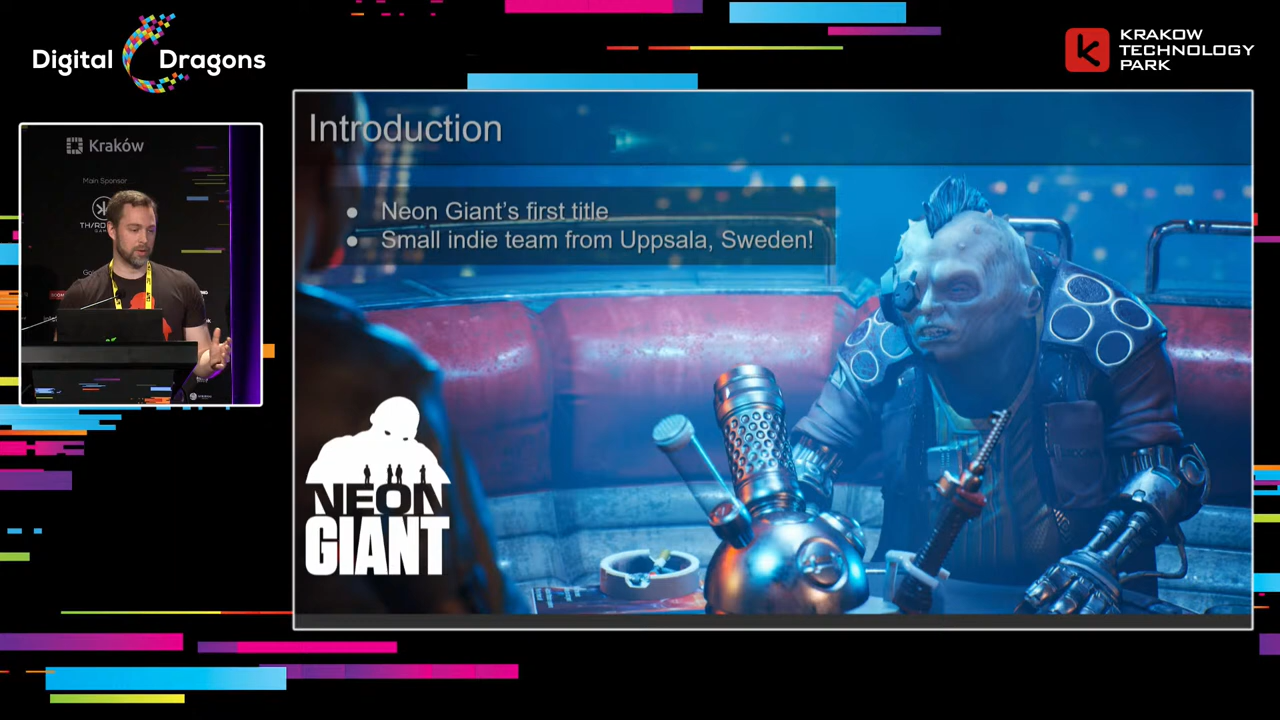 Digital Dragons
KRAKOW
TECHNOLOGY
PARK
Kraków
Main Sponsor
Introduction
● Neon Giant's first title
● Small indie team from Uppsala, Sweden!
NEON
GIANT